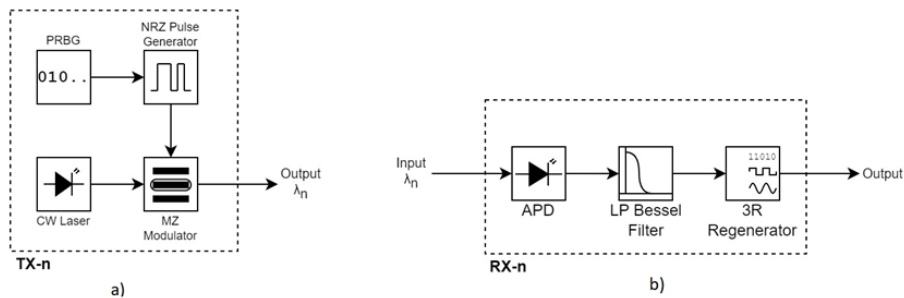 PRBG
010..
NRZ Pulse
Generator
CW Laser
MZ
Modulator
Output
λn
TX-n
a)
Input
λn
APD
LP Bessel
Filter
11010
3R
Regenerator
Output
RX-n
b)